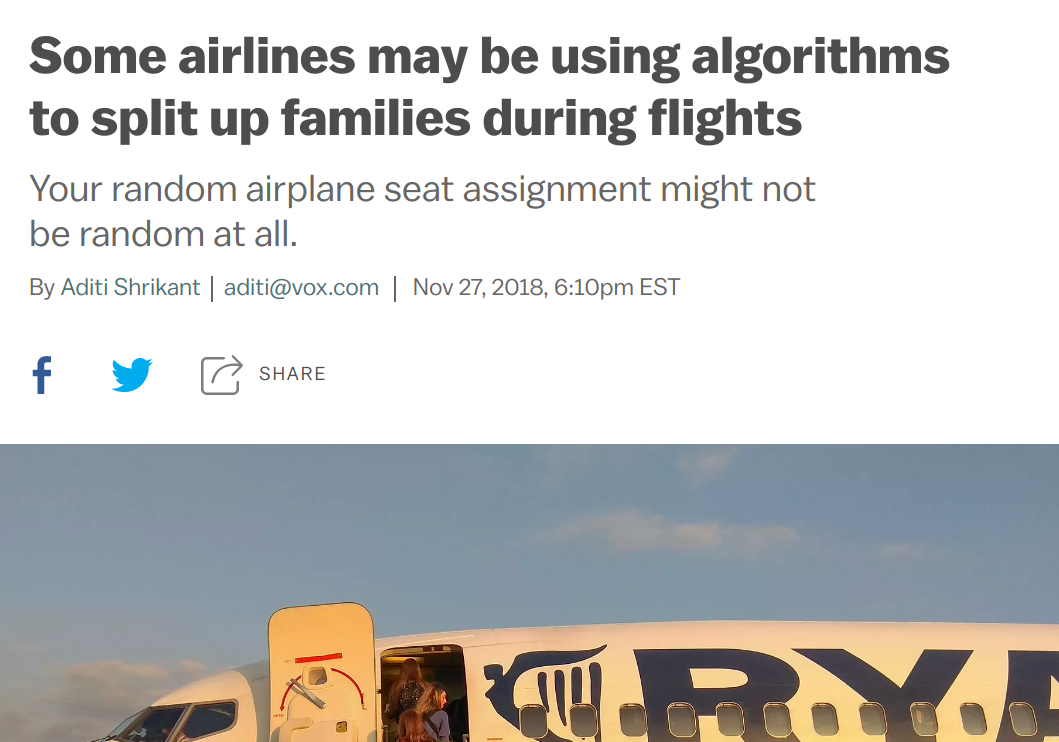 Some airlines may be using algorithms
to split up families during flights
Your random airplane seat assignment might not
be random at all.
By Aditi Shrikant | aditi@vox.com | Nov 27, 2018, 6:10pm EST
SHARE
RYA